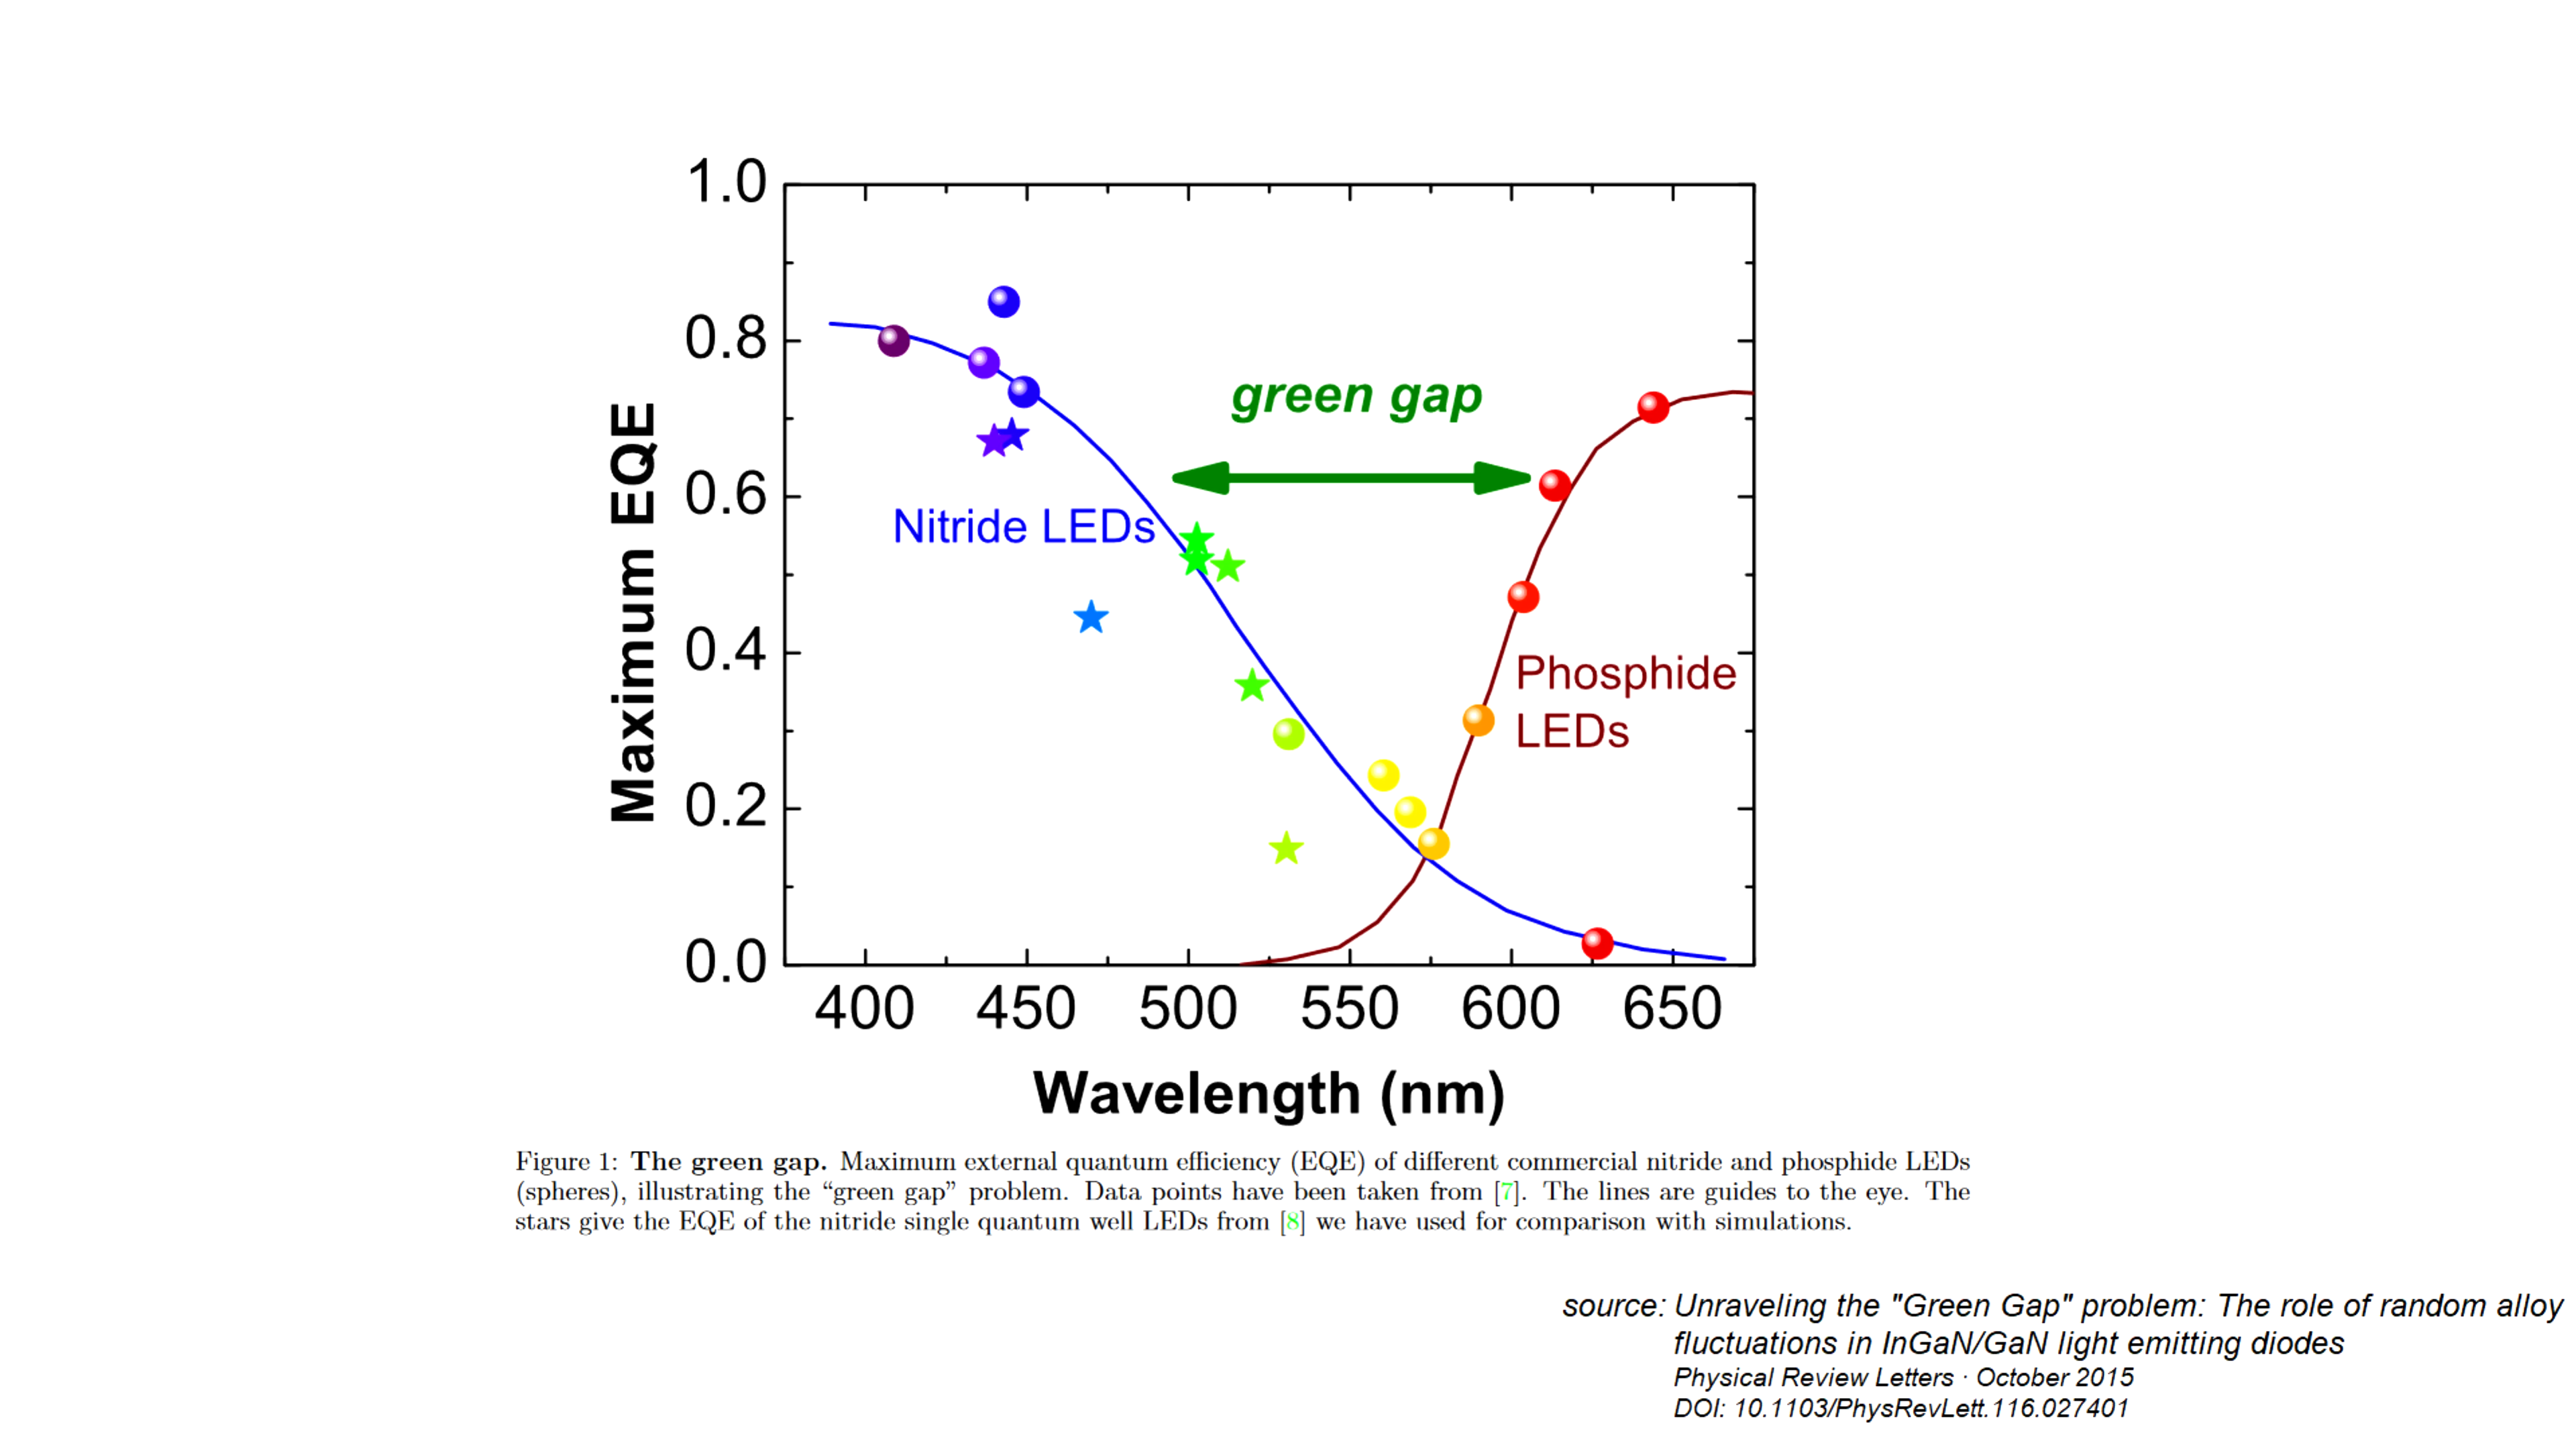 1.0
0.8
0.6
0.4
0.2
0.0
Maximum EQE
green gap
Nitride LEDs
Phosphide
LEDs
400 450 500 550 600 650
Wavelength (nm)
Figure 1: The green gap. Maximum external quantum efficiency (EQE) of different commercial nitride and phosphide LEDs
(spheres), illustrating the “green gap” problem. Data points have been taken from [7]. The lines are guides to the eye. The
stars give the EQE of the nitride single quantum well LEDs from [8] we have used for comparison with simulations.
source: Unraveling the "Green Gap" problem: The role of random alloy
fluctuations in InGaN/GaN light emitting diodes
Physical Review Letters · October 2015
DOI: 10.1103/PhysRevLett.116.027401